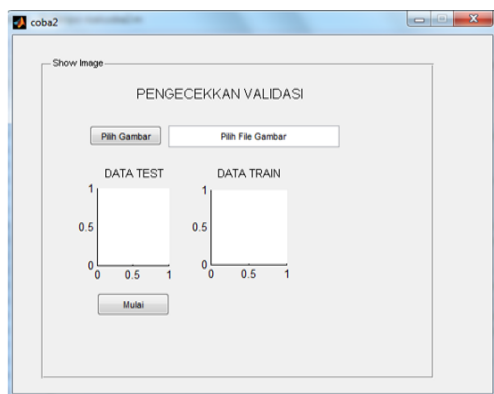 coba2
Show Image
PENGECEKKAN VALIDASI
Pilih Gambar Pilih File Gambar
DATA TEST DATA TRAIN
1 1
0.5 0.5
0 0
0 0.5 1 0 0.5 1
Mulai